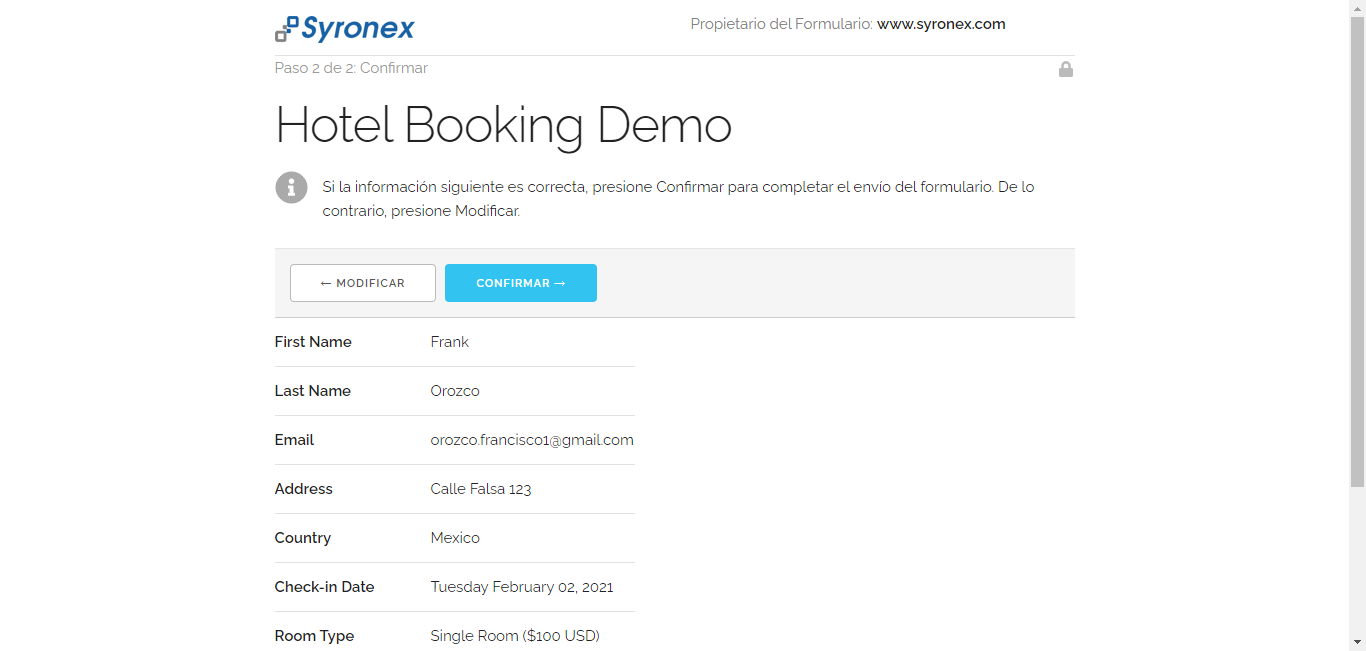 Syronex
Propietario del Formulario: www.syronex.com
Paso 2 de 2: Confirmar
Hotel Booking Demo
Si la información siguiente es correcta, presione Confirmar para completar el envío del formulario. De lo
contrario, presione Modificar.
← MODIFICAR
CONFIRMAR →
First Name Frank
Last Name Orozco
Email orozco.francisco1@gmail.com
Address Calle Falsa 123
Country Mexico
Check-in Date Tuesday February 02, 2021
Room Type Single Room ($100 USD)